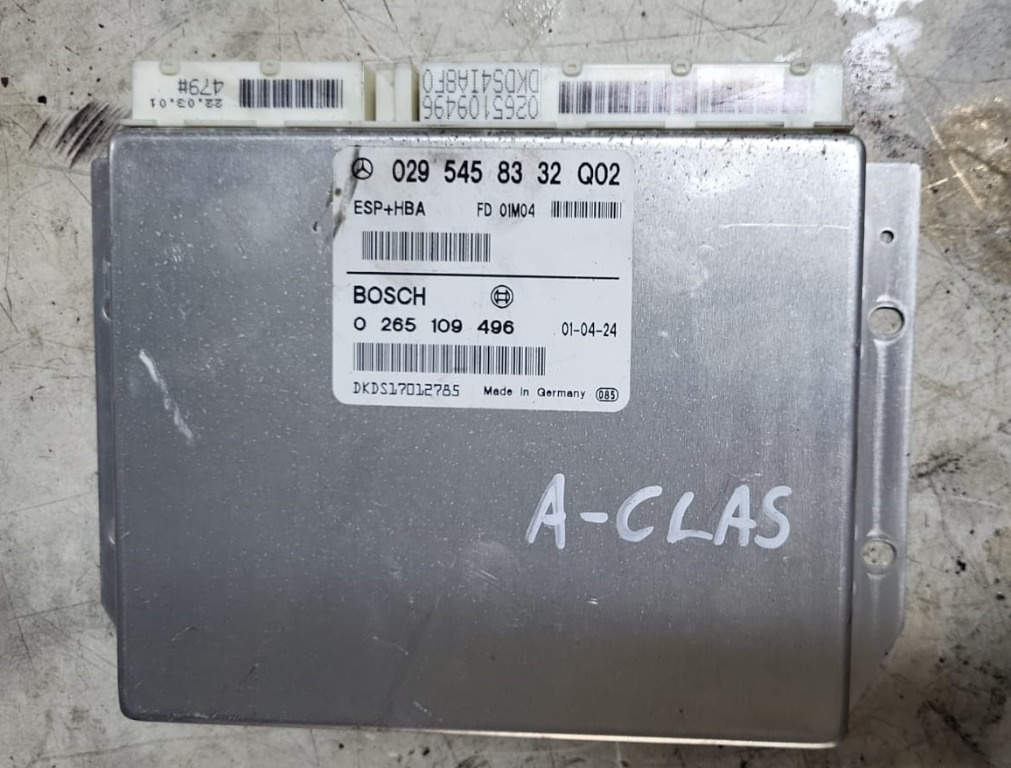 22.03.01
479#
0265109496
DKDS41A8F0
029 545 83 32 Q02
ESP+HBA FD 01M04
BOSCH
0 265 109 496 01-04-24
DKDS17012785 Made in Germany 085
A-CLAS